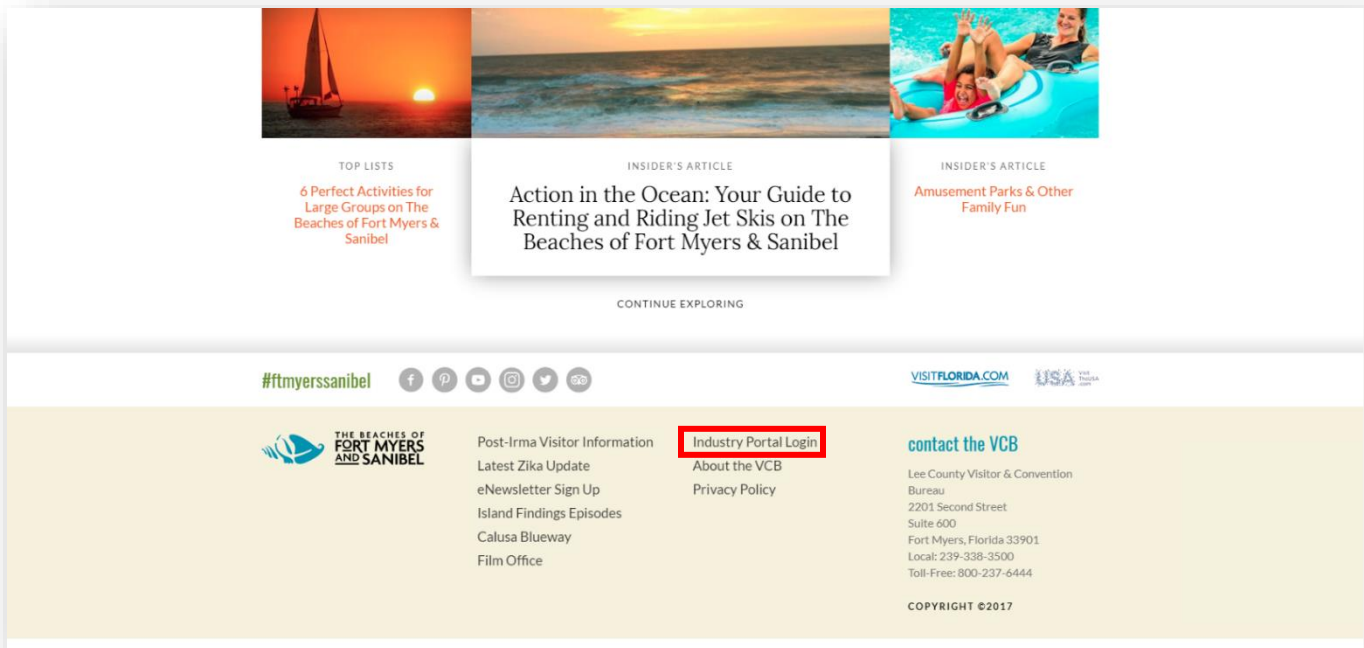 TOP LISTS
6 Perfect Activities for
Large Groups on The
Beaches of Fort Myers &
Sanibel
INSIDER'S ARTICLE
Action in the Ocean: Your Guide to
Renting and Riding Jet Skis on The
Beaches of Fort Myers & Sanibel
INSIDER'S ARTICLE
Amusement Parks & Other
Family Fun
CONTINUE EXPLORING
#ftmyerssanibel
VISITFLORIDA.COM
USA Visit TheUSA .com
THE BEACHES OF
FORT MYERS
AND SANIBEL
Post-Irma Visitor Information
Latest Zika Update
eNewsletter Sign Up
Island Findings Episodes
Calusa Blueway
Film Office
Industry Portal Login
About the VCB
Privacy Policy
contact the VCB
Lee County Visitor & Convention
Bureau
2201 Second Street
Suite 600
Fort Myers, Florida 33901
Local: 239-338-3500
Toll-Free: 800-237-6444
COPYRIGHT ©2017